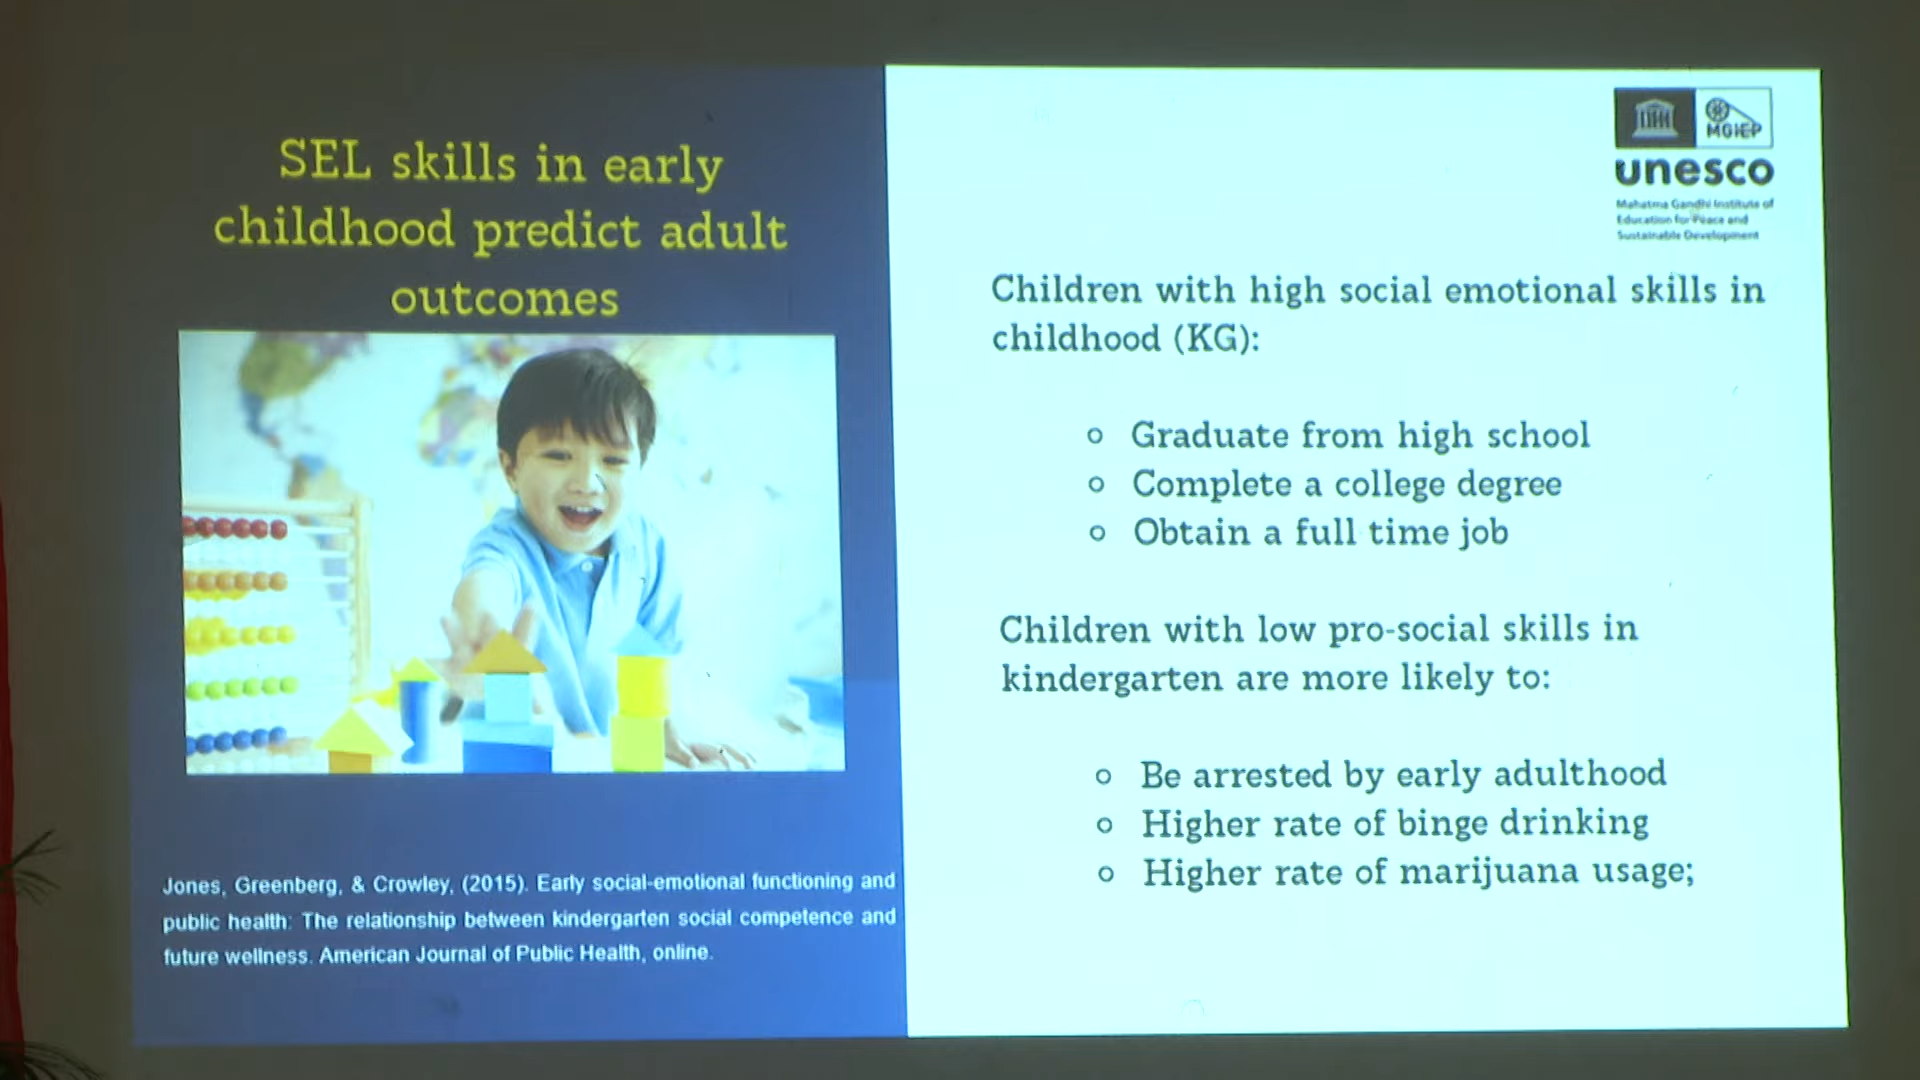 SEL skills in early
childhood predict adult
outcomes
Jones, Greenberg, & Crowley, (2015). Early social-emotional functioning and
public health: The relationship between kindergarten social competence and
future wellness. American Journal of Public Health, online.
MGIEP
unesco
Mahatma Gandhi Institute of
Education for Peace and
Sustainable Development
Children with high social emotional skills in
childhood (KG):
Graduate from high school
Complete a college degree
Obtain a full time job
Children with low pro-social skills in
kindergarten are more likely to:
Be arrested by early adulthood
Higher rate of binge drinking
Higher rate of marijuana usage;